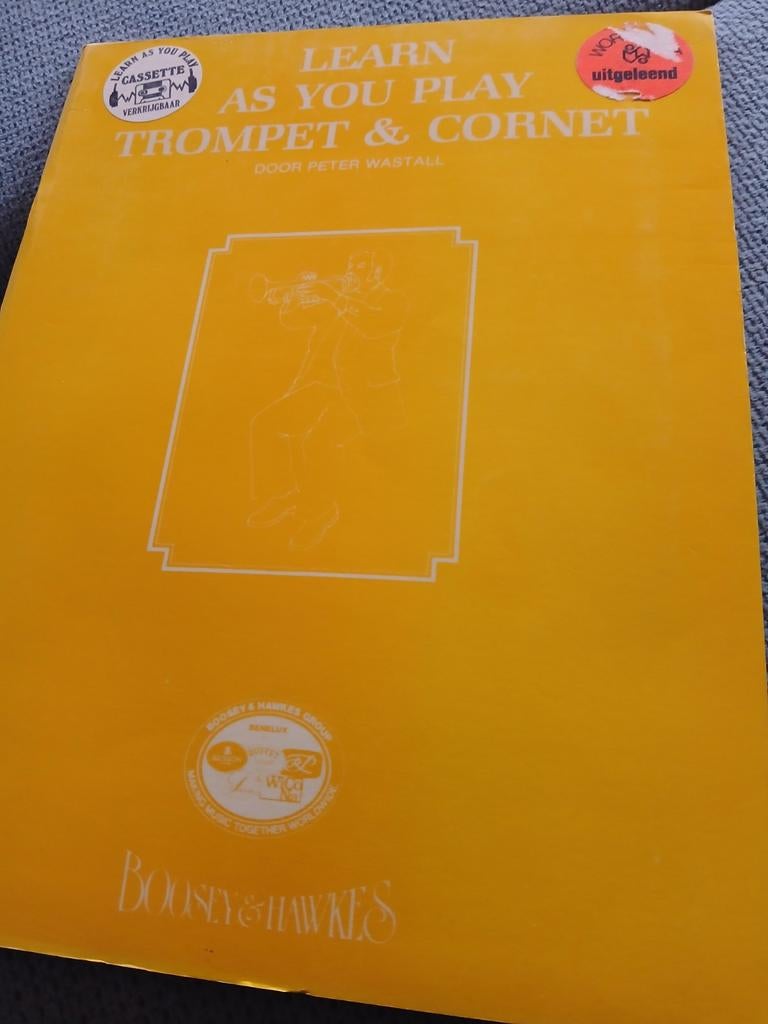 LEARN AS YOU PLAY
CASSETTE
VERKRIJGBAAR
LEARN
AS YOU PLAY
TROMPET & CORNET
DOOR PETER WASTALL
uitgeleend
BOOSEY & HAWKES GROUP
BENELUX
BUFFET
MAKING MUSIC TOGETHER WORLDWIDE
BOOSEY & HAWKES